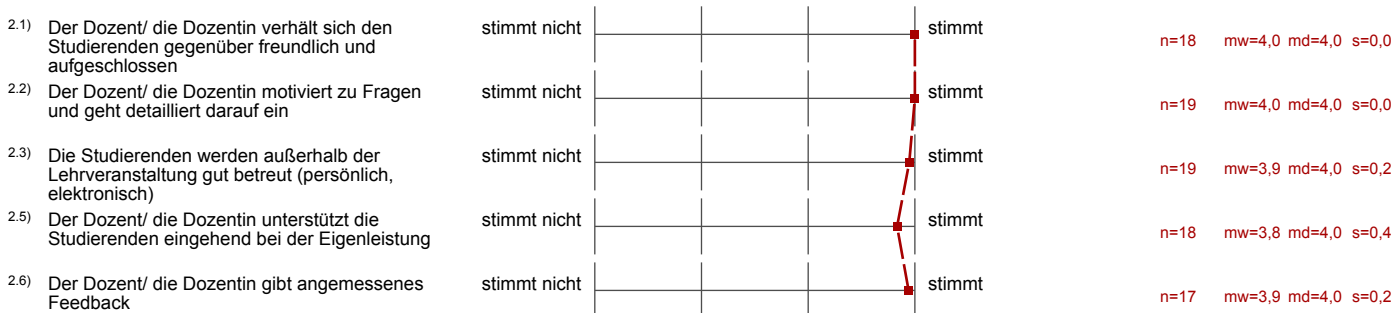 2.1) Der Dozent/ die Dozentin verhält sich den
Studierenden gegenüber freundlich und
aufgeschlossen
stimmt nicht
stimmt
n=18 mw=4,0 md=4,0 s=0,0
2.2) Der Dozent/ die Dozentin motiviert zu Fragen
und geht detailliert darauf ein
stimmt nicht
stimmt
n=19 mw=4,0 md=4,0 s=0,0
2.3) Die Studierenden werden außerhalb der
Lehrveranstaltung gut betreut (persönlich,
elektronisch)
stimmt nicht
stimmt
n=19 mw=3,9 md=4,0 s=0,2
2.5) Der Dozent/ die Dozentin unterstützt die
Studierenden eingehend bei der Eigenleistung
stimmt nicht
stimmt
n=18 mw=3,8 md=4,0 s=0,4
2.6) Der Dozent/ die Dozentin gibt angemessenes
Feedback
stimmt nicht
stimmt
n=17 mw=3,9 md=4,0 s=0,2